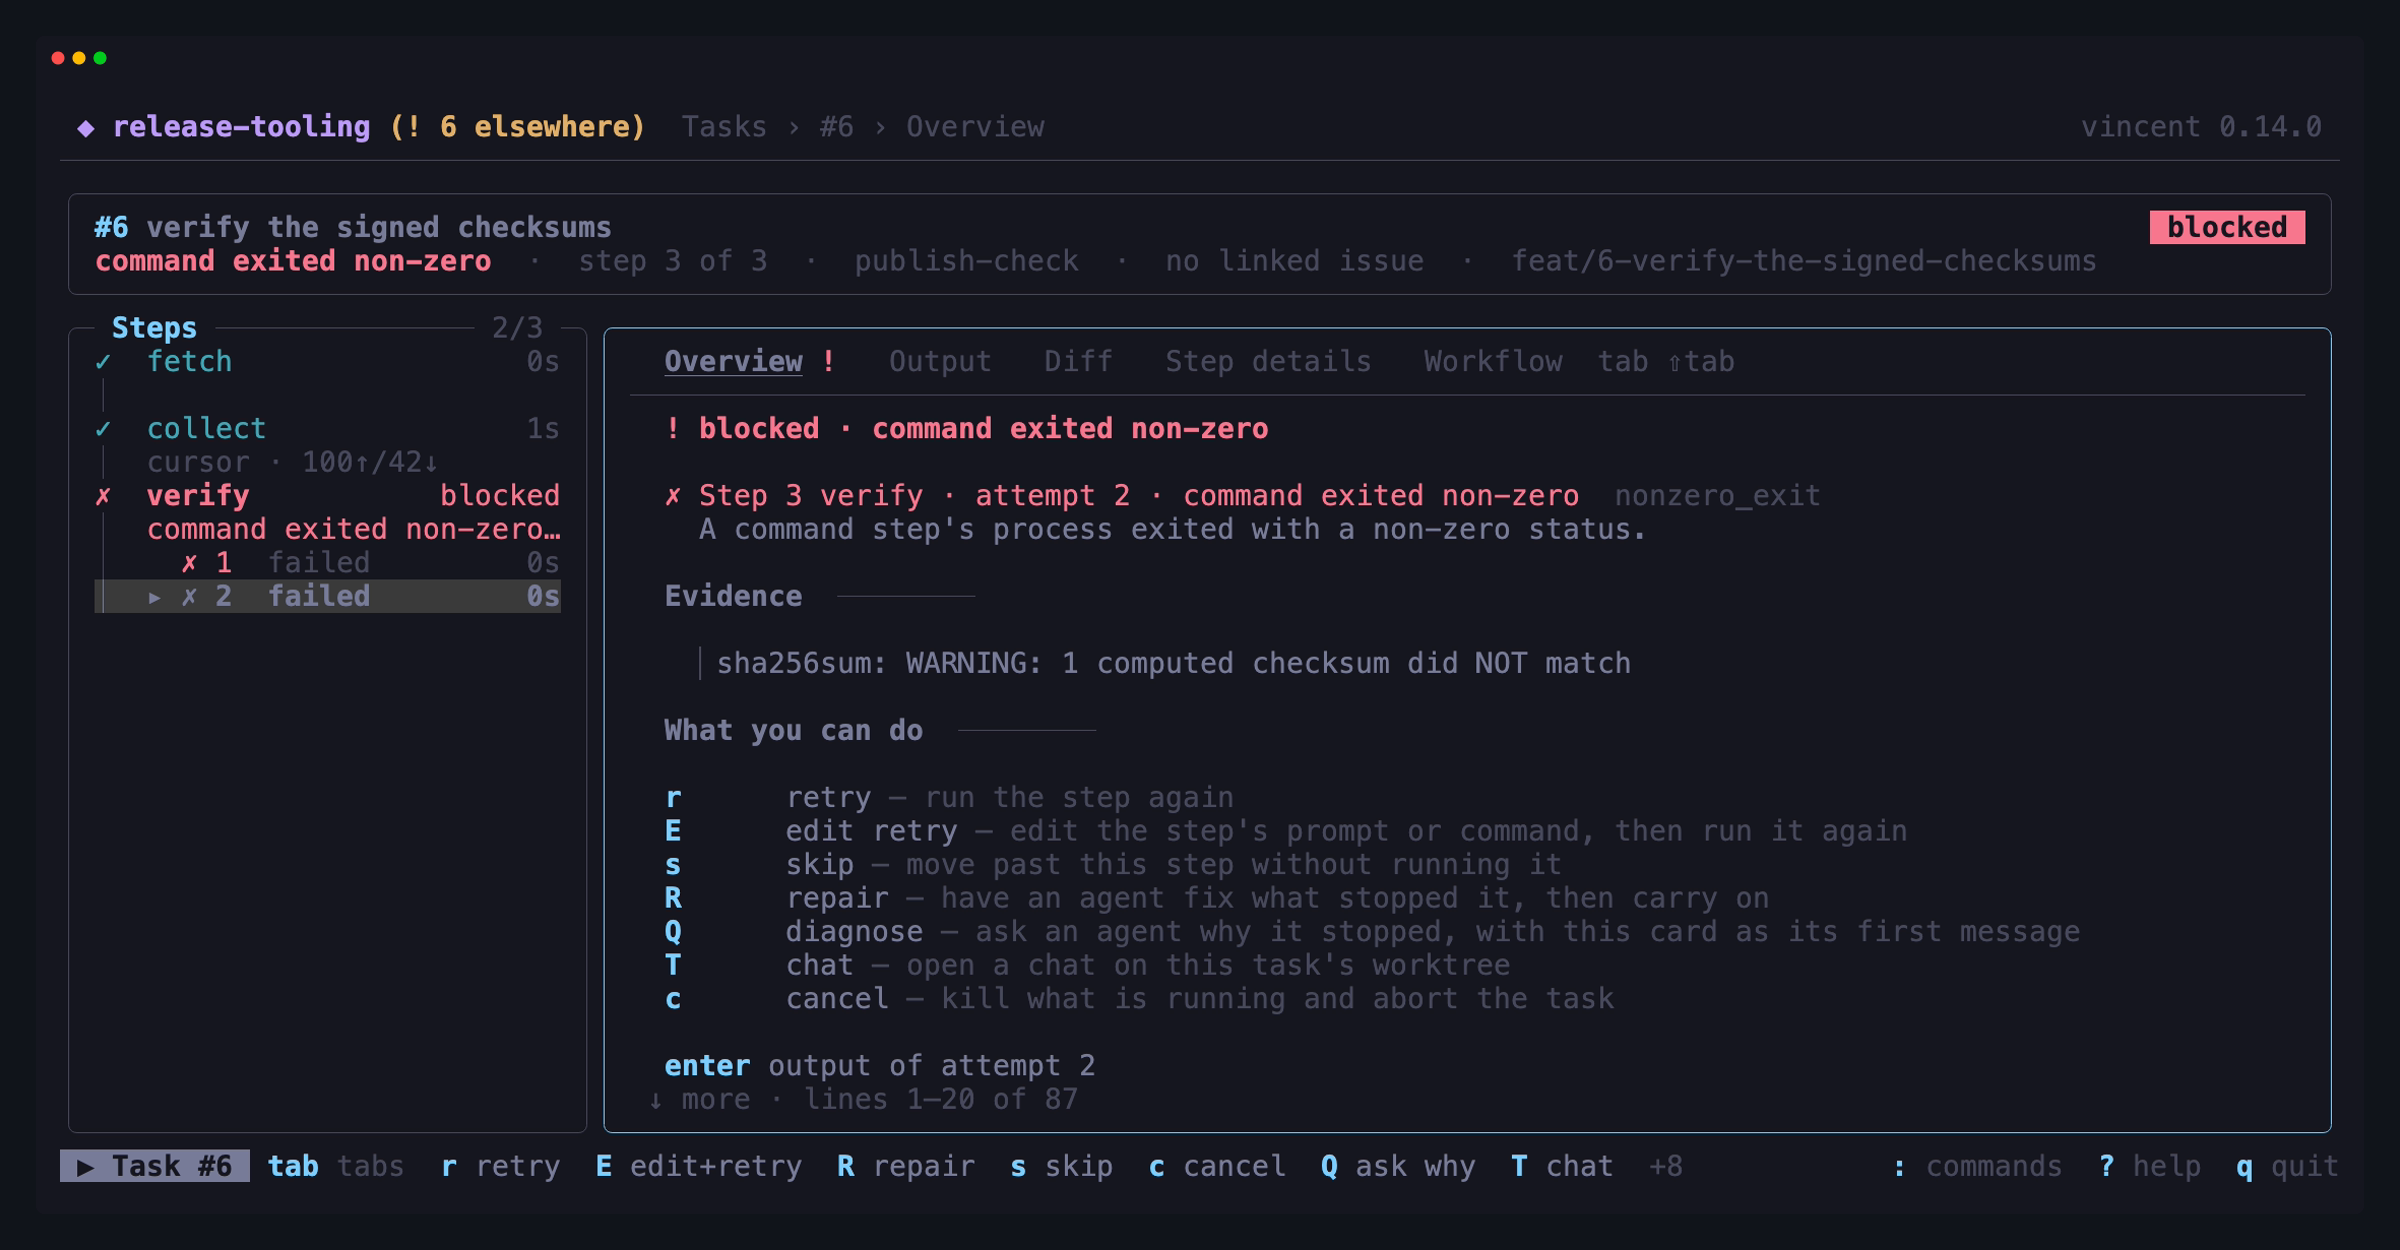 ◆ release-tooling (! 6 elsewhere) Tasks › #6 › Overview vincent 0.14.0
#6 verify the signed checksums blocked
command exited non-zero · step 3 of 3 · publish-check · no linked issue · feat/6-verify-the-signed-checksums
Steps 2/3
✓ fetch 0s
✓ collect 1s
cursor · 100↑/42↓
✗ verify blocked
command exited non-zero…
✗ 1 failed 0s
▸ ✗ 2 failed 0s
Overview ! Output Diff Step details Workflow tab ⇧tab
! blocked · command exited non-zero
✗ Step 3 verify · attempt 2 · command exited non-zero nonzero_exit
A command step's process exited with a non-zero status.
Evidence
sha256sum: WARNING: 1 computed checksum did NOT match
What you can do
r retry — run the step again
E edit retry — edit the step's prompt or command, then run it again
s skip — move past this step without running it
R repair — have an agent fix what stopped it, then carry on
Q diagnose — ask an agent why it stopped, with this card as its first message
T chat — open a chat on this task's worktree
c cancel — kill what is running and abort the task
enter output of attempt 2
↓ more · lines 1–20 of 87
▶ Task #6 tab tabs r retry E edit+retry R repair s skip c cancel Q ask why T chat +8 : commands ? help q quit